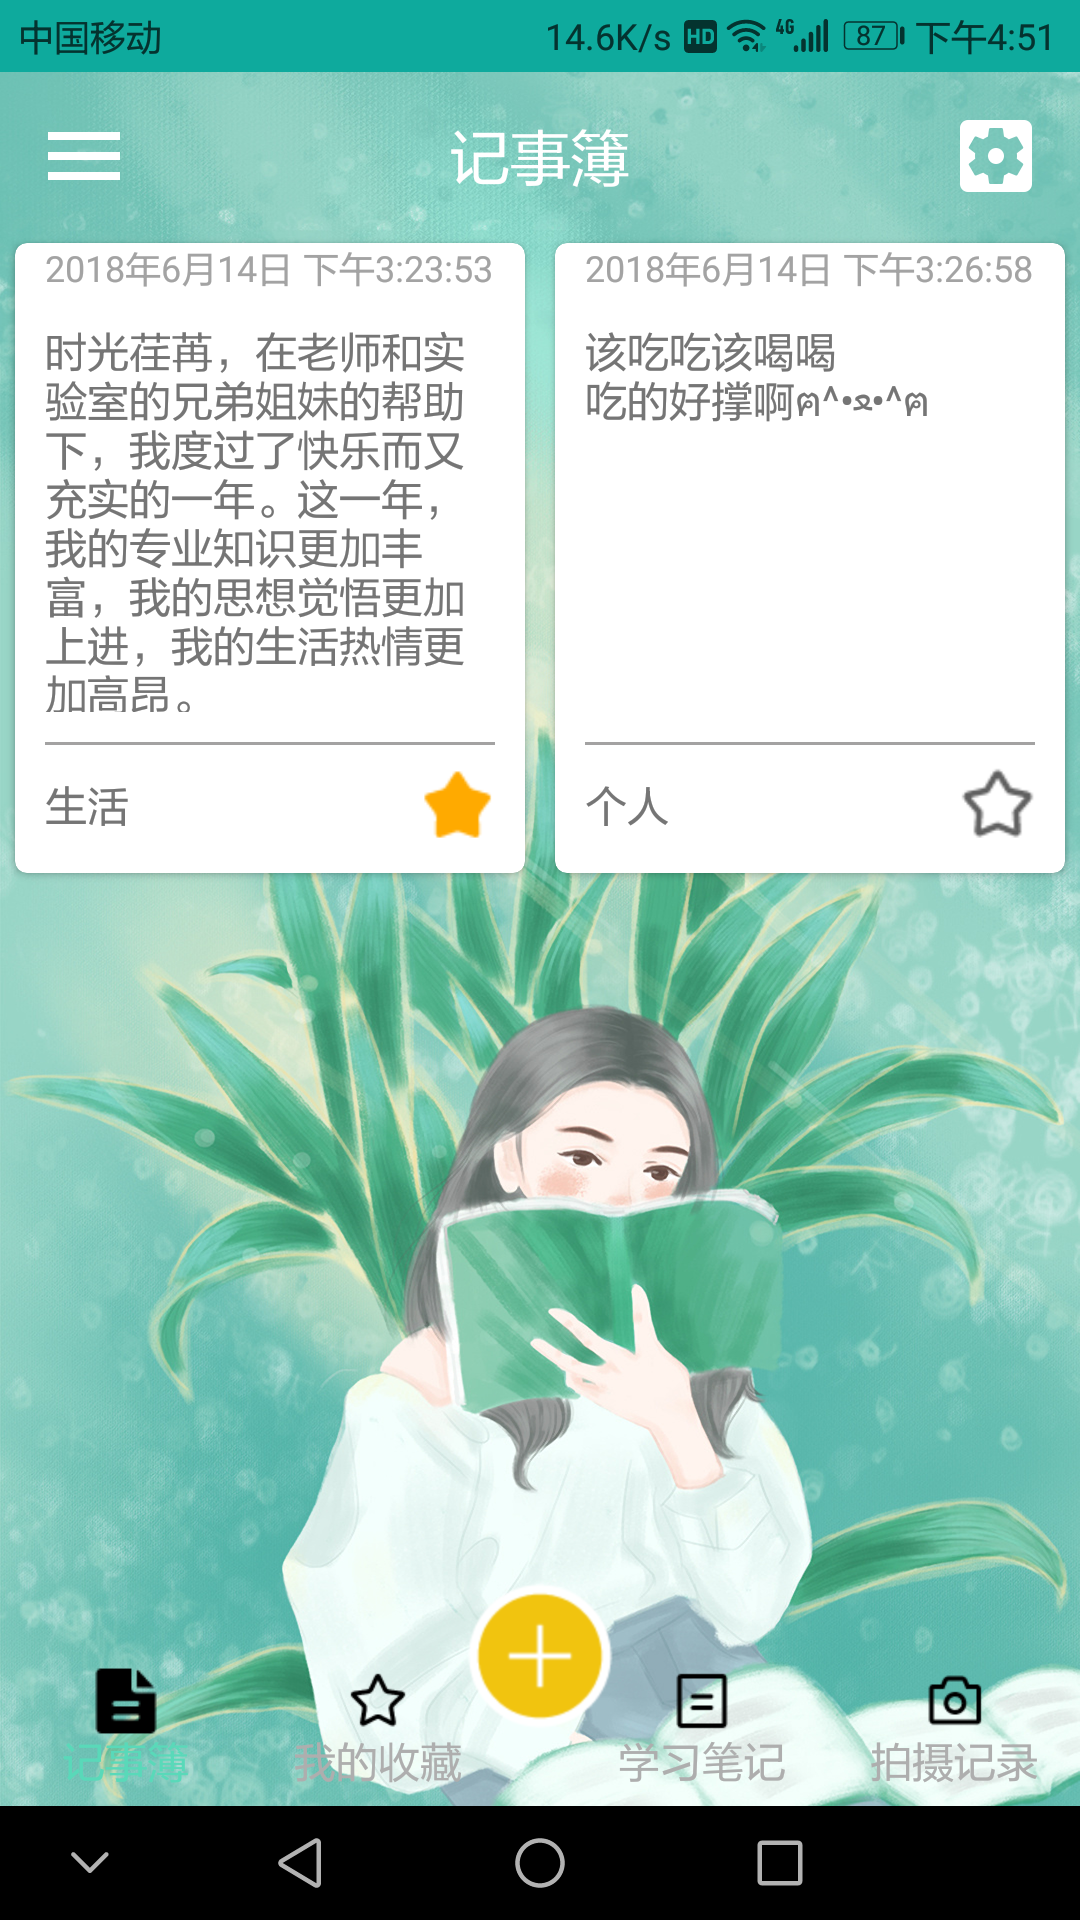 中国移动 14.6K/s HD 4G 87 下午4:51
记事簿
2018年6月14日 下午3:23:53
时光荏苒，在老师和实
验室的兄弟姐妹的帮助
下，我度过了快乐而又
充实的一年。这一年，
我的专业知识更加丰
富，我的思想觉悟更加
上进，我的生活热情更
加高昂。
生活
2018年6月14日 下午3:26:58
该吃吃该喝喝
吃的好撑啊ฅ^•ﻌ•^ฅ
个人
记事簿 我的收藏 学习笔记 拍摄记录